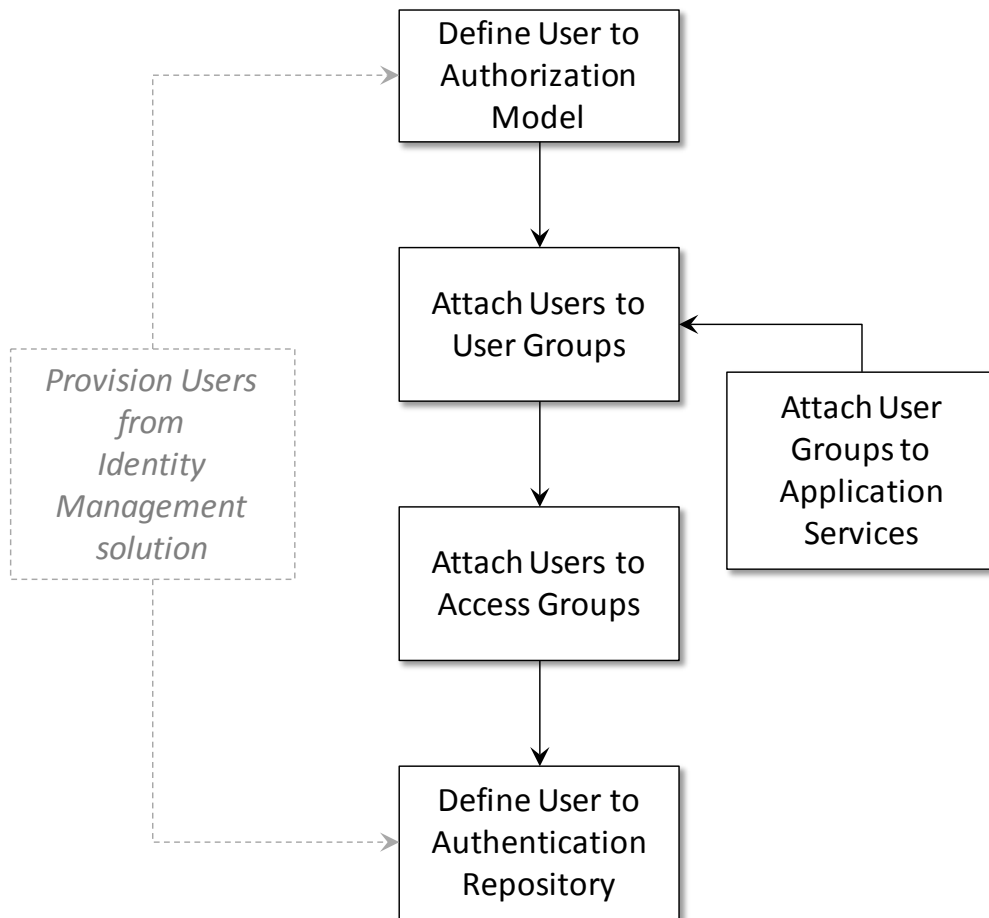 Define User to
Authorization
Model
Attach Users to
User Groups
Provision Users
from
Identity
Management
solution
Attach User
Groups to
Application
Services
Attach Users to
Access Groups
Define User to
Authentication
Repository